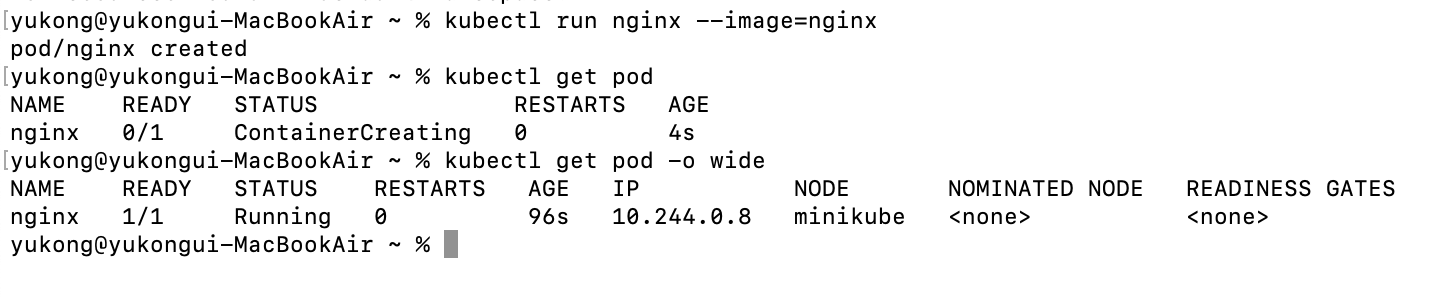 [yukong@yukongui-MacBookAir ~ % kubectl run nginx --image=nginx
pod/nginx created
[yukong@yukongui-MacBookAir ~ % kubectl get pod
NAME    READY   STATUS              RESTARTS   AGE
nginx   0/1     ContainerCreating   0          4s
[yukong@yukongui-MacBookAir ~ % kubectl get pod -o wide
NAME    READY   STATUS    RESTARTS   AGE   IP           NODE       NOMINATED NODE   READINESS GATES
nginx   1/1     Running   0          96s   10.244.0.8   minikube   <none>           <none>
yukong@yukongui-MacBookAir ~ %